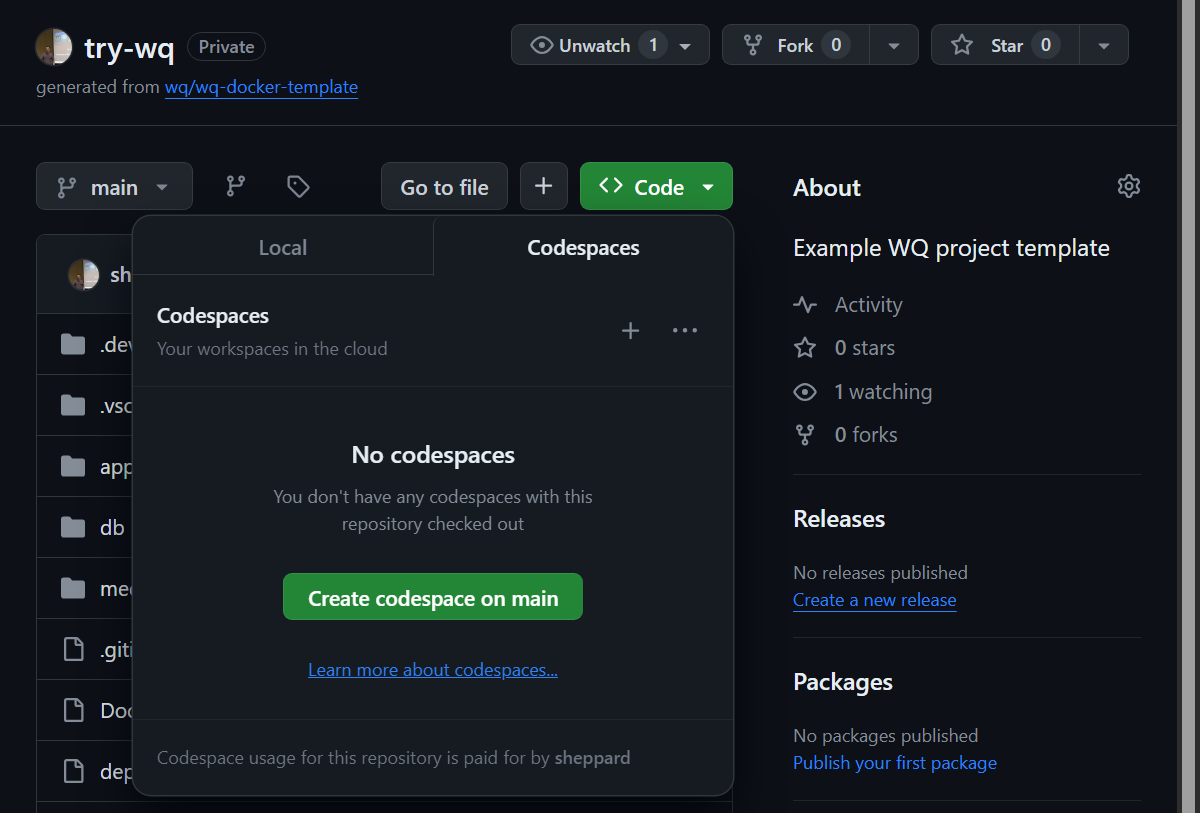 try-wq Private
Unwatch 1
Fork 0
Star 0
generated from wq/wq-docker-template
main
Go to file
Code
About
Example WQ project template
Activity
0 stars
1 watching
0 forks
Releases
No releases published
Create a new release
Packages
No packages published
Publish your first package
Local
Codespaces
Codespaces
Your workspaces in the cloud
No codespaces
You don't have any codespaces with this
repository checked out
Create codespace on main
Learn more about codespaces...
Codespace usage for this repository is paid for by sheppard
sh
.dev
.vsc
app
db
med
.giti
Doc
dep